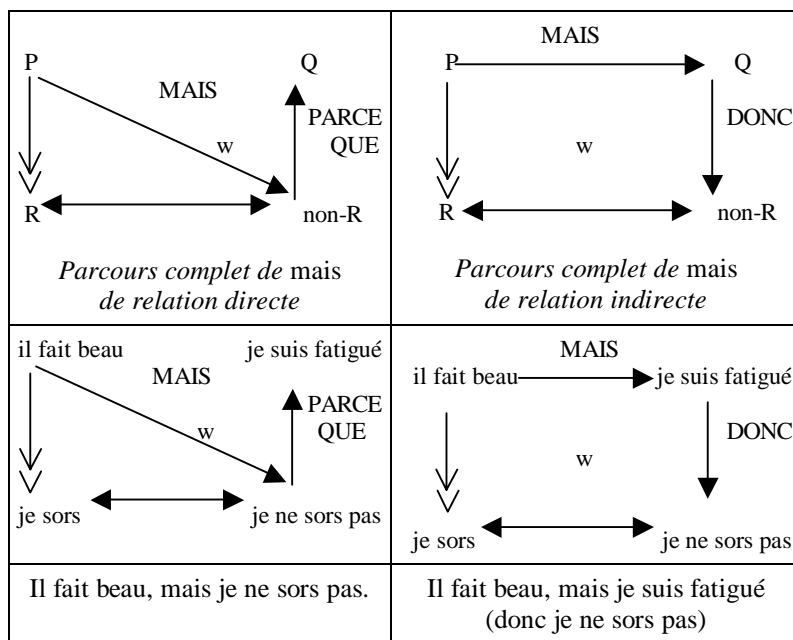 P
Q
MAIS
PARCE
QUE
w
R
non-R
Parcours complet de mais
de relation directe
MAIS
P
Q
DONC
w
R
non-R
Parcours complet de mais
de relation indirecte
il fait beau
je suis fatigué
MAIS
PARCE
QUE
w
je sors
je ne sors pas
MAIS
il fait beau
je suis fatigué
DONC
w
je sors
je ne sors pas
Il fait beau, mais je ne sors pas.
Il fait beau, mais je suis fatigué
(donc je ne sors pas)